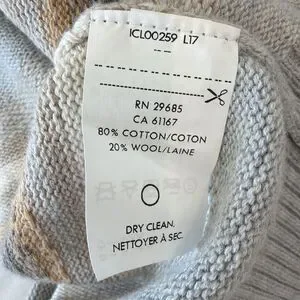 ICL00259 L17
RN 29685
CA 61167
80% COTTON/COTON
20% WOOL/LAINE
DRY CLEAN.
NETTOYER À SEC.